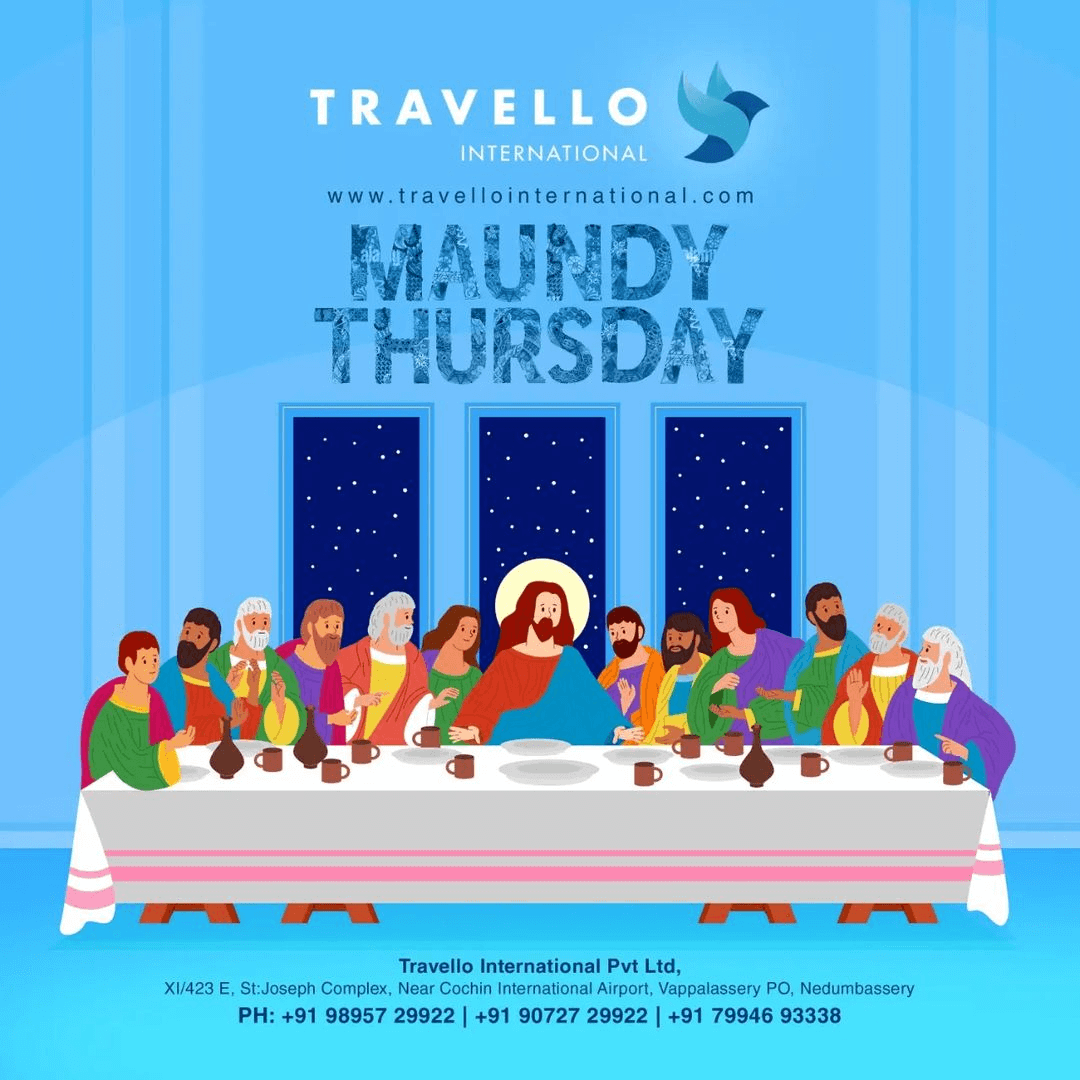 TRAVELLO
INTERNATIONAL
www.travellointernational.com
MAUNDY
THURSDAY
Travello International Pvt Ltd,
XI/423 E, St:Joseph Complex, Near Cochin International Airport, Vappalassery PO, Nedumbassery
PH: +91 98957 29922 | +91 90727 29922 | +91 79946 93338